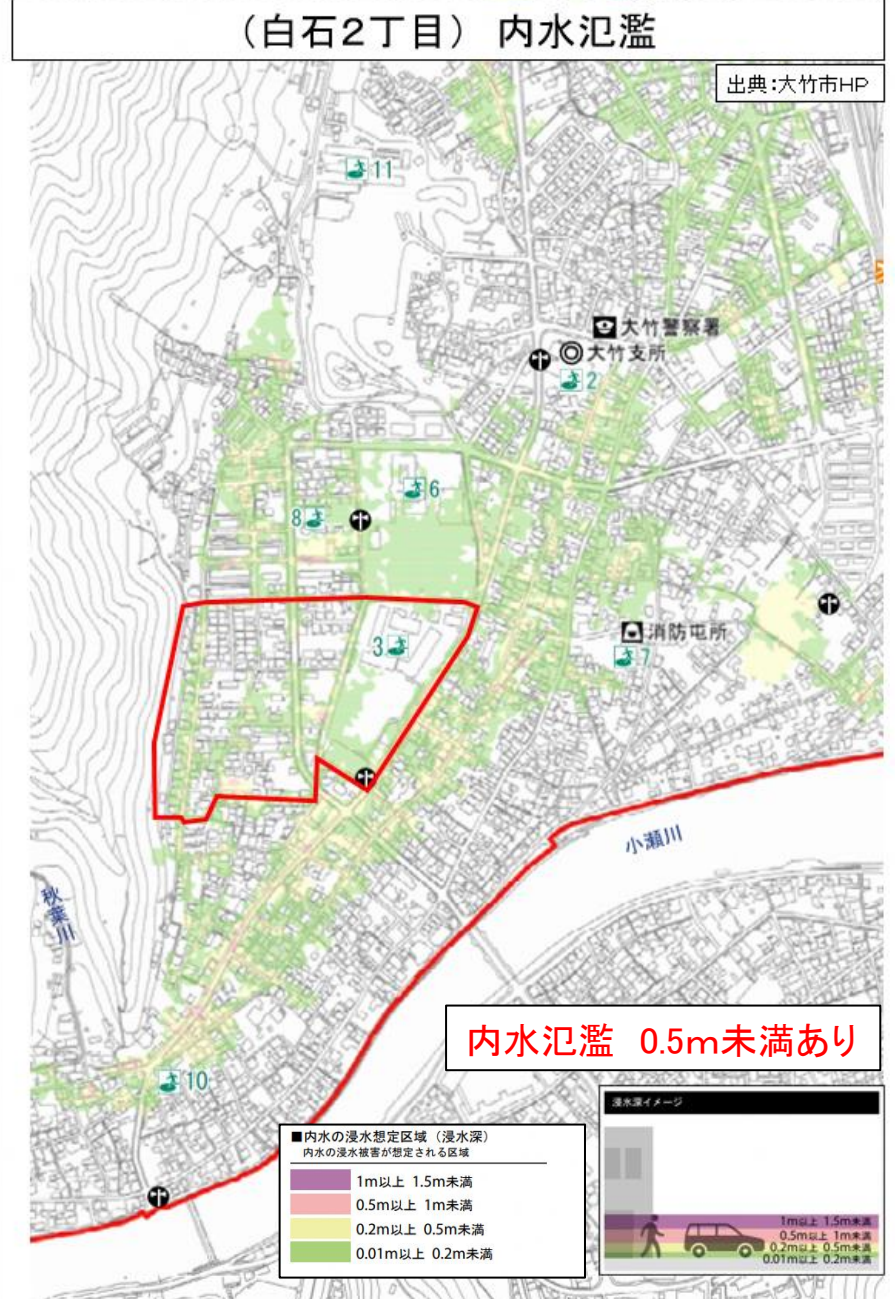 (白石2丁目) 内水氾濫
出典:大竹市HP
11
大竹警察署
大竹支所
2
6
8
3
消防屯所
7
小瀬川
秋葉川
内水氾濫 0.5m未満あり
10
■内水の浸水想定区域(浸水深)
内水の浸水被害が想定される区域
1m以上 1.5m未満
0.5m以上 1m未満
0.2m以上 0.5m未満
0.01m以上 0.2m未満
浸水深イメージ
1m以上 1.5m未満
0.5m以上 1m未満
0.2m以上 0.5m未満
0.01m以上 0.2m未満